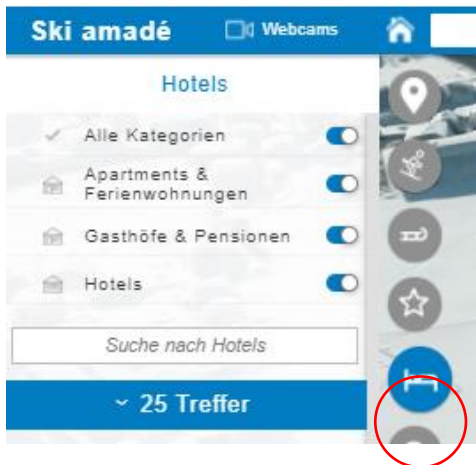 Ski amadé Webcams
Hotels
Alle Kategorien
Apartments &
Ferienwohnungen
Gasthöfe & Pensionen
Hotels
Suche nach Hotels
25 Treffer